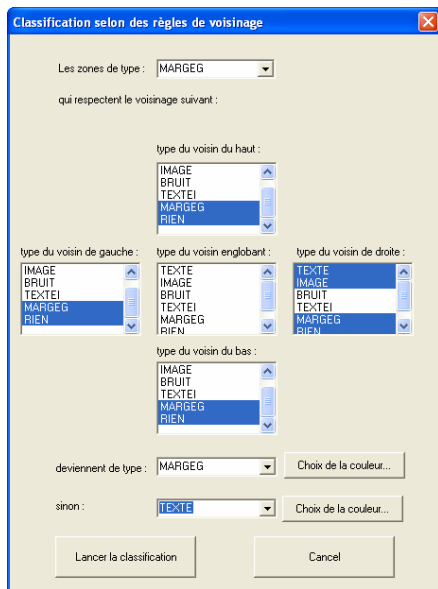 Classification selon des règles de voisinage
Les zones de type : MARGEG
qui respectent le voisinage suivant :
type du voisin du haut :
IMAGE
BRUIT
TEXTEI
MARGEG
RIEN
type du voisin de gauche :
IMAGE
BRUIT
TEXTEI
MARGEG
RIEN
type du voisin englobant :
TEXTE
IMAGE
BRUIT
TEXTEI
MARGEG
RIEN
type du voisin de droite :
TEXTE
IMAGE
BRUIT
TEXTEI
MARGEG
RIEN
type du voisin du bas :
IMAGE
BRUIT
TEXTEI
MARGEG
RIEN
deviennent de type : MARGEG Choix de la couleur...
sinon : TEXTE Choix de la couleur...
Lancer la classification Cancel